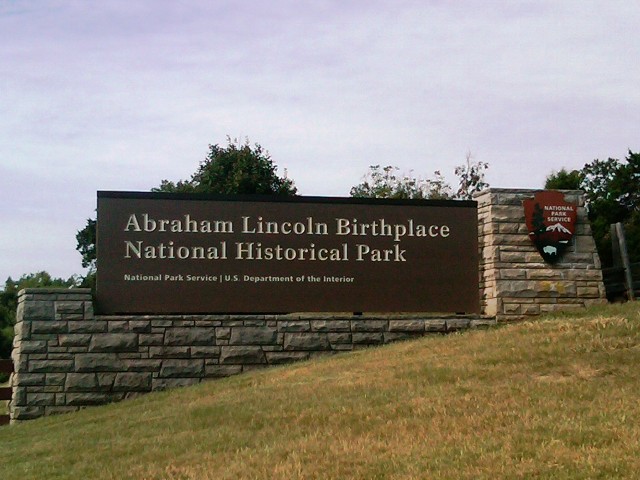 Abraham Lincoln Birthplace
National Historical Park
National Park Service | U.S. Department of the Interior
NATIONAL
PARK
SERVICE